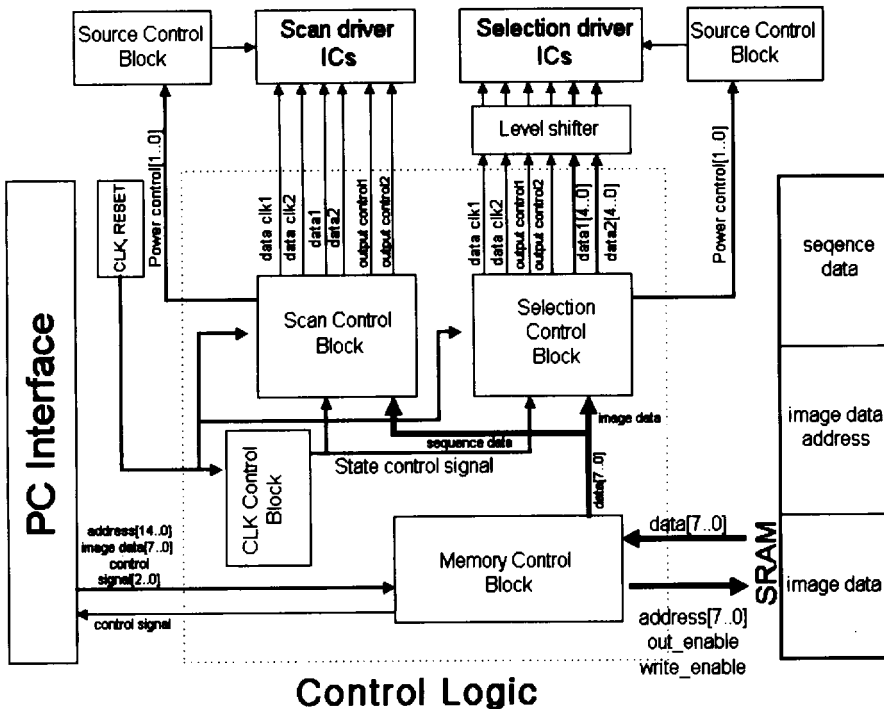 Source Control
Block
Scan driver
ICs
Selection driver
ICs
Source Control
Block
Level shifter
Power control[1..0]
CLK, RESET
data clk1
data clk2
data1
data2
output control1
output control2
data clk1
data clk2
output control1
output control2
data1[4..0]
data2[4..0]
Power control[1..0]
PC Interface
Scan Control
Block
Selection
Control
Block
seqence
data
image data
address
image data
SRAM
image data
sequence data
State control signal
data[7..0]
CLK Control
Block
address[14..0]
image data[7..0]
control
signal[2..0]
control signal
Memory Control
Block
data[7..0]
address[7..0]
out_enable
write_enable
Control Logic